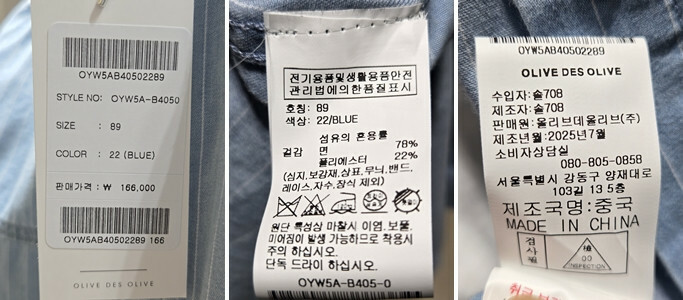 OYW5AB40502289
STYLE NO: OYW5A-B4050
SIZE : 89
COLOR : 22 (BLUE)
판매가격 : ₩ 166,000
OYW5AB40502289 166
OLIVE DES OLIVE
전기용품및생활용품안전
관리법에의한품질표시
호칭: 89
색상: 22/BLUE
섬유의 혼용률
겉감 면 78%
폴리에스터 22%
(심지,보강재,상표,무늬,밴드,
레이스,자수,장식 제외)
원단 특성상 마찰시 이염.보풀.
미어짐이 발생 가능하므로 착용시
주의 하십시오.
단독 드라이 하십시오.
OYW5A-B405-0
OYW5AB40502289
OLIVE DES OLIVE
수입자:솔708
제조자:솔708
판매원:올리브데올리브(주)
제조년월:2025년7월
소비자상담실
080-805-0858
서울특별시 강동구 양재대로
103길 13 5층
제조국명:중국
MADE IN CHINA
검사필
檢
00
INSPECTION